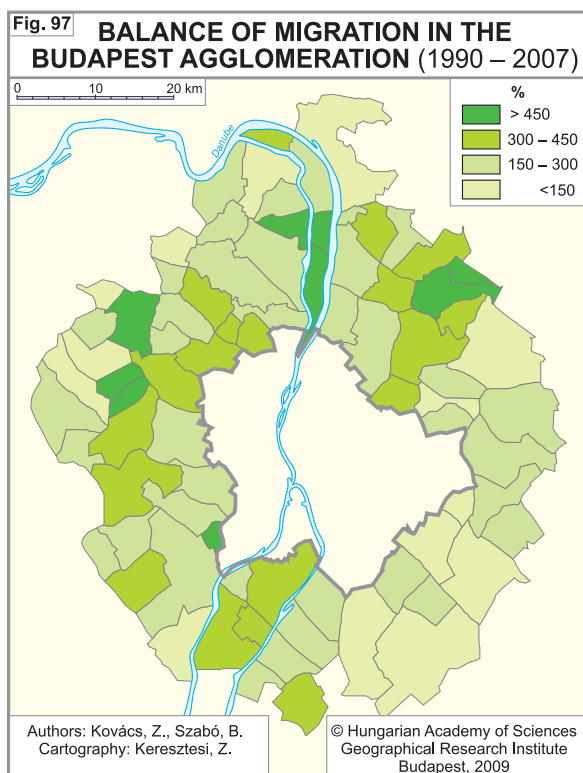 Fig. 97
BALANCE OF MIGRATION IN THE
BUDAPEST AGGLOMERATION (1990 – 2007)
0 10 20 km
%
> 450
300 – 450
150 – 300
<150
Danube
Authors: Kovács, Z., Szabó, B.
Cartography: Keresztesi, Z.
© Hungarian Academy of Sciences
Geographical Research Institute
Budapest, 2009